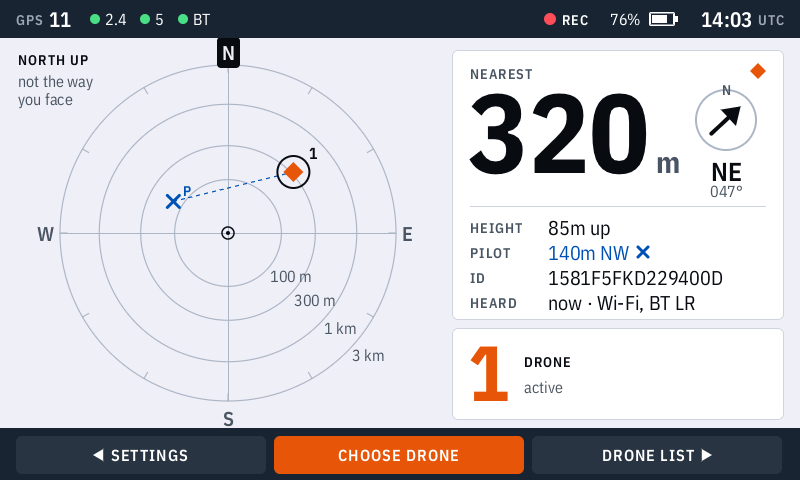 GPS 11 2.4 5 BT REC 76% 14:03 UTC
NORTH UP
not the way
you face
N
1
P
W
E
100 m
300 m
1 km
3 km
S
NEAREST
320 m
N
NE
047°
HEIGHT 85m up
PILOT 140m NW
ID 1581F5FKD229400D
HEARD now · Wi-Fi, BT LR
1 DRONE
active
◀ SETTINGS CHOOSE DRONE DRONE LIST ▶